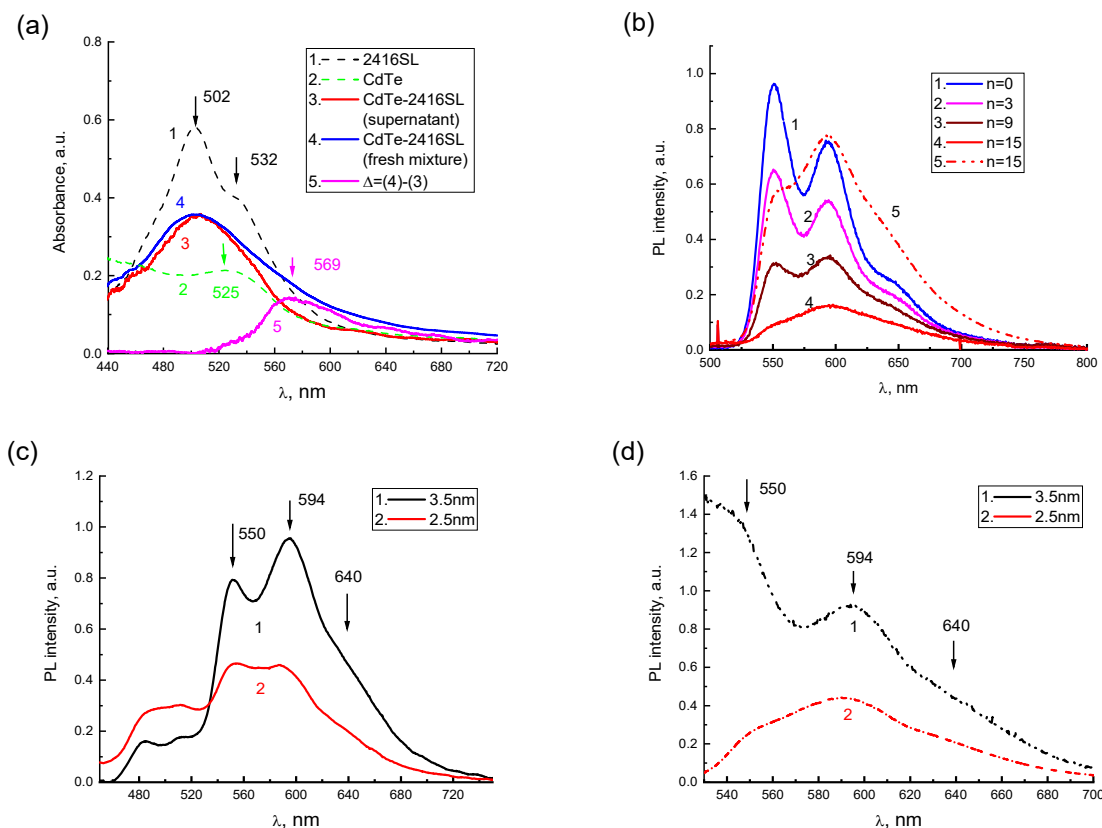 (a)
0.8
0.6
0.4
0.2
0.0
Absorbance, a.u.
440 480 520 560 600 640 680 720
λ, nm
1. 2416SL
2. CdTe
3. CdTe-2416SL
(supernatant)
4. CdTe-2416SL
(fresh mixture)
5. Δ=(4)-(3)
502
1
532
4
3
2
525
569
5
(b)
1.2
1.0
0.8
0.6
0.4
0.2
0.0
PL intensity, a.u.
500 550 600 650 700 750 800
λ, nm
1. n=0
2. n=3
3. n=9
4. n=15
5. n=15
1
2
3
4
5
(c)
1.2
1.0
0.8
0.6
0.4
0.2
0.0
PL intensity, a.u.
480 520 560 600 640 680 720
λ, nm
1. 3.5nm
2. 2.5nm
550
594
640
1
2
(d)
1.6
1.4
1.2
1.0
0.8
0.6
0.4
0.2
0.0
PL intensity, a.u.
540 560 580 600 620 640 660 680 700
λ, nm
1. 3.5nm
2. 2.5nm
550
594
640
1
2